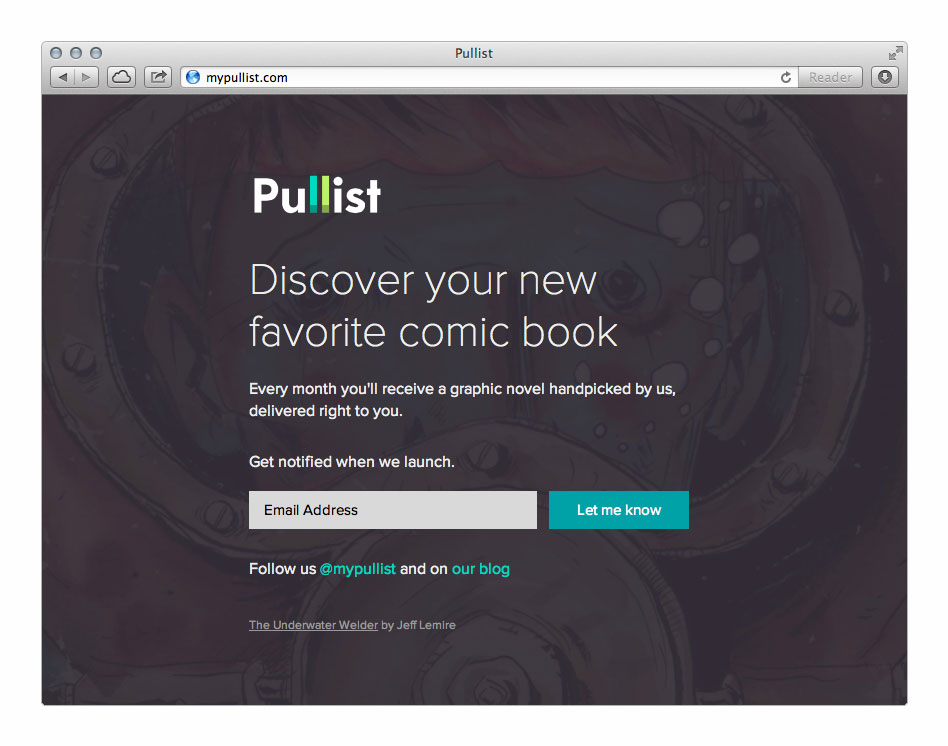 Pullist
mypullist.com
Reader
Pullist
Discover your new
favorite comic book
Every month you'll receive a graphic novel handpicked by us,
delivered right to you.
Get notified when we launch.
Email Address
Let me know
Follow us @mypullist and on our blog
The Underwater Welder by Jeff Lemire